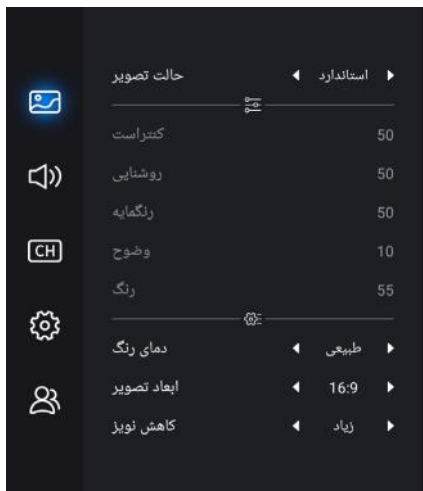 حالت تصویر استاندارد
کنتراست 50
روشنایی 50
رنگمایه 50
وضوح 10
رنگ 55
دمای رنگ طبیعی
ابعاد تصویر 16:9
کاهش نویز زیاد
CH